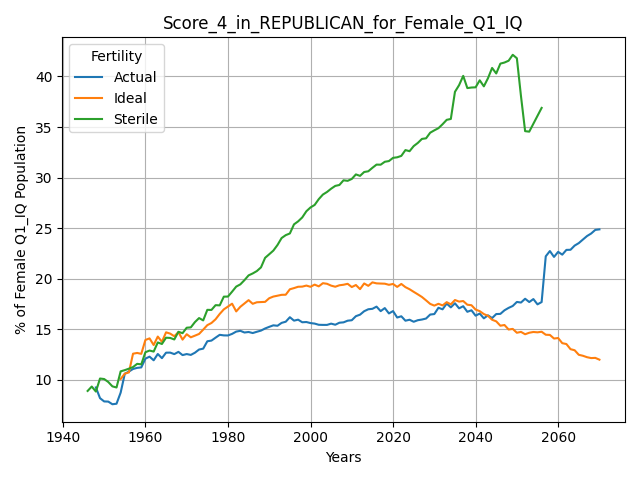 Score_4_in_REPUBLICAN_for_Female_Q1_IQ
% of Female Q1_IQ Population
40
35
30
25
20
15
10
Fertility
Actual
Ideal
Sterile
1940
1960
1980
2000
2020
2040
2060
Years